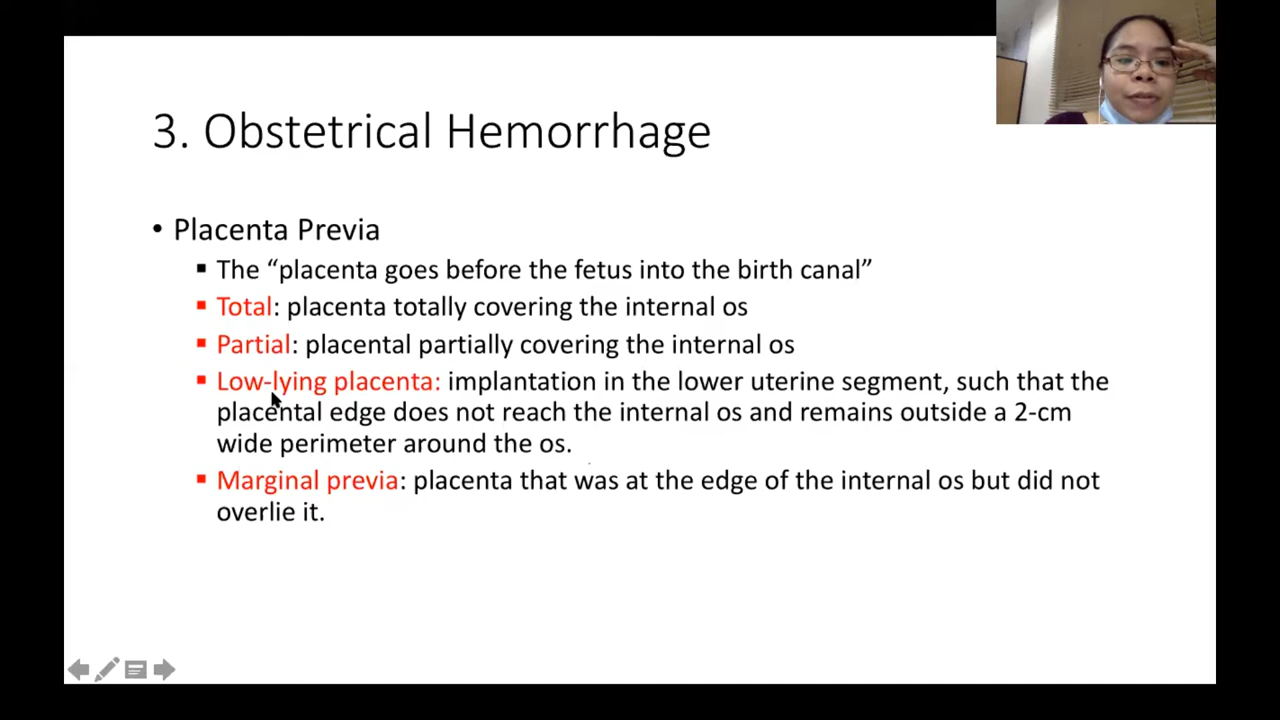 3. Obstetrical Hemorrhage
• Placenta Previa
▪ The “placenta goes before the fetus into the birth canal”
▪ Total: placenta totally covering the internal os
▪ Partial: placental partially covering the internal os
▪ Low-lying placenta: implantation in the lower uterine segment, such that the
placental edge does not reach the internal os and remains outside a 2-cm
wide perimeter around the os.
▪ Marginal previa: placenta that was at the edge of the internal os but did not
overlie it.